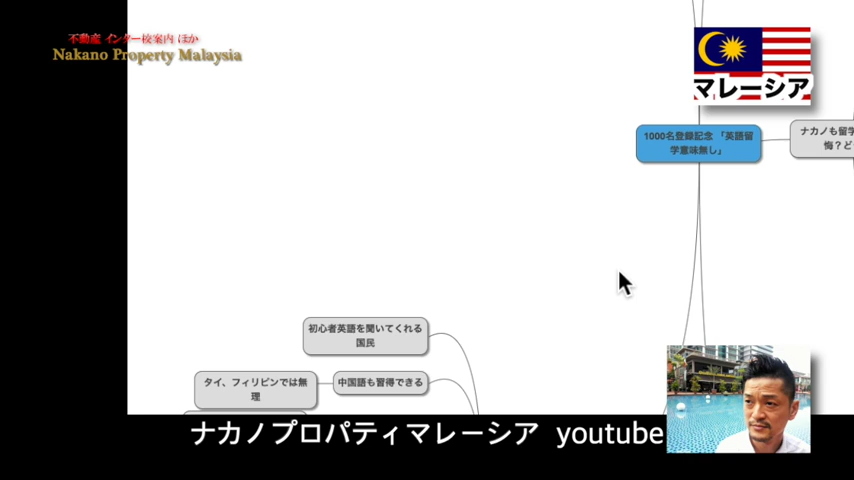 不動産 インター校案内 ほか
Nakano Property Malaysia
マレーシア
1000名登録記念 「英語留
学意味無し」
ナカノも留学
悔？ど
初心者英語を聞いてくれる
国民
タイ、フィリピンでは無
理
中国語も習得できる
ナカノプロパティマレーシア youtube